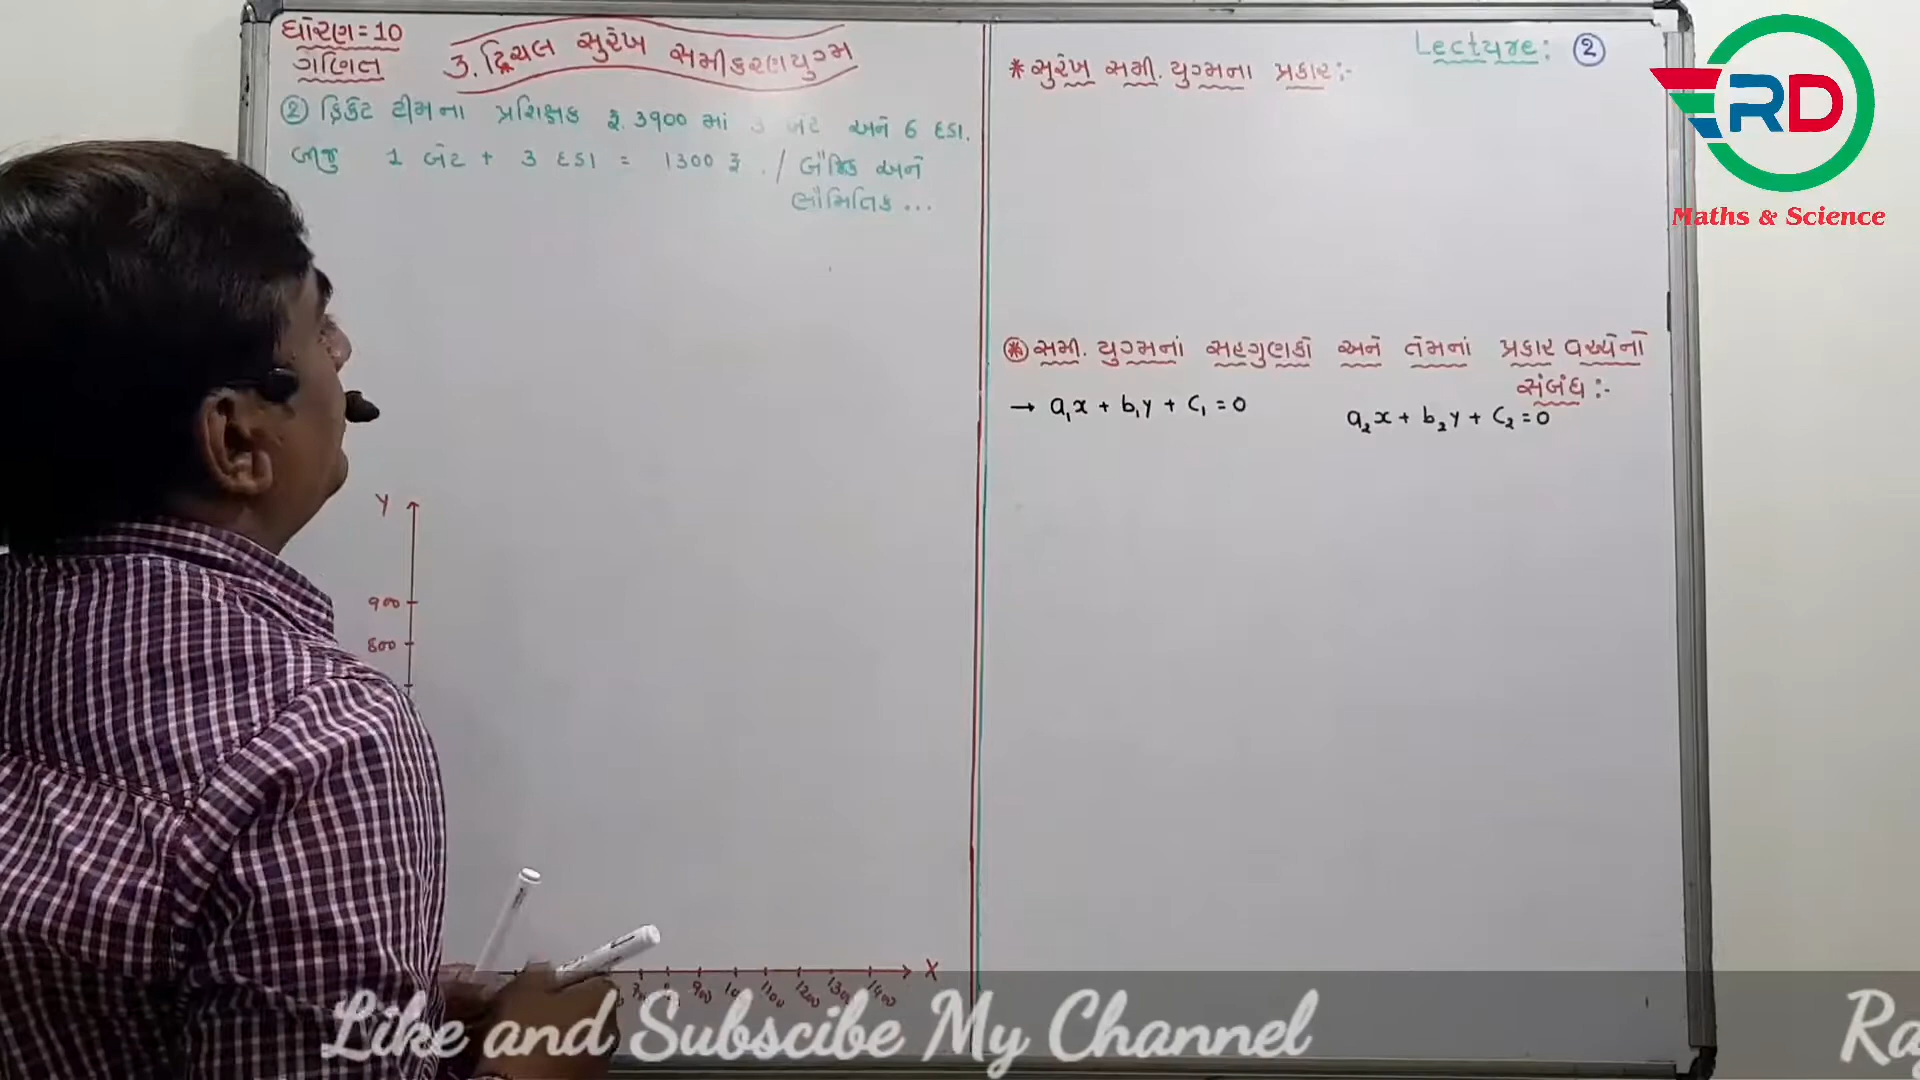 ધોરણ = 10
ગણિત
3. દ્વિચલ સુરેખ સમીકરણયુગ્મ
② ક્રિકેટ ટીમના પ્રશિક્ષક રૂ. 3900 માં 3 બેટ અને 6 દડા.
બીજુ 1 બેટ + 3 દડા = 1300 રૂ. / બૈજિક અને
ભૌમિતિક ...
Y
900
800
X
900
1100
1200
1300
1400
Lecture: ②
* સુરેખ સમી. યુગ્મના પ્રકાર :-
* સમી. યુગ્મનાં સહગુણકો અને તેમનાં પ્રકાર વચ્ચેનો
સંબંધ :-
→ a₁x + b₁y + c₁ = 0
a₂x + b₂y + c₂ = 0
RD
Maths & Science
Like and Subscibe My Channel
Ra